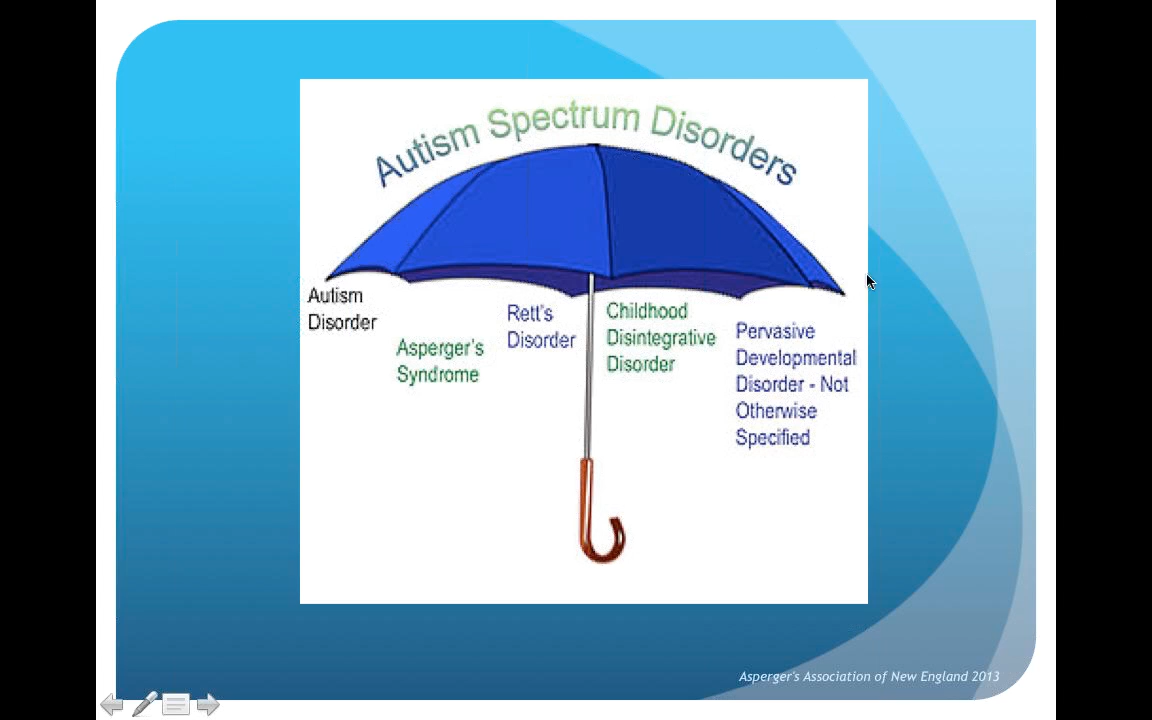 Autism Spectrum Disorders
Autism
Disorder
Asperger's
Syndrome
Rett's
Disorder
Childhood
Disintegrative
Disorder
Pervasive
Developmental
Disorder - Not
Otherwise
Specified
Asperger's Association of New England 2013